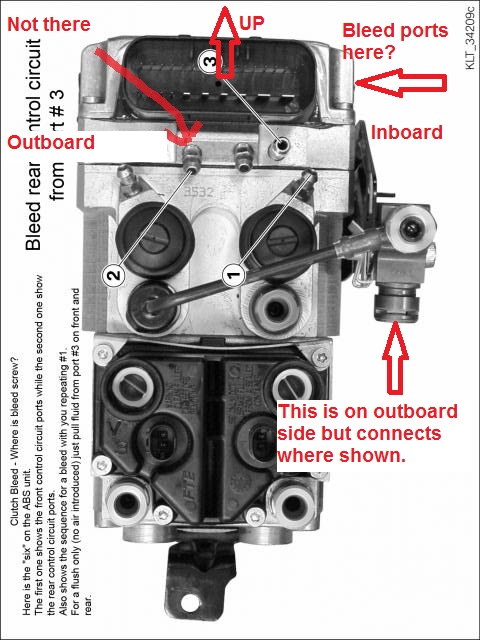 Not there
UP
Bleed ports
here?
KLT_34209c
Outboard
Inboard
3
2
1
3532
FTE
This is on outboard
side but connects
where shown.
Bleed rear ntrol circuit
from rt # 3
Clutch Bleed - Where is bleed screw?
Here is the "six" on the ABS unit.
The first one shows the front control circuit ports while the second one show
the rear control circuit ports.
Also shows the sequence for a bleed with you repeating #1.
For a flush only (no air introduced) just pull fluid from port #3 on front and
rear.